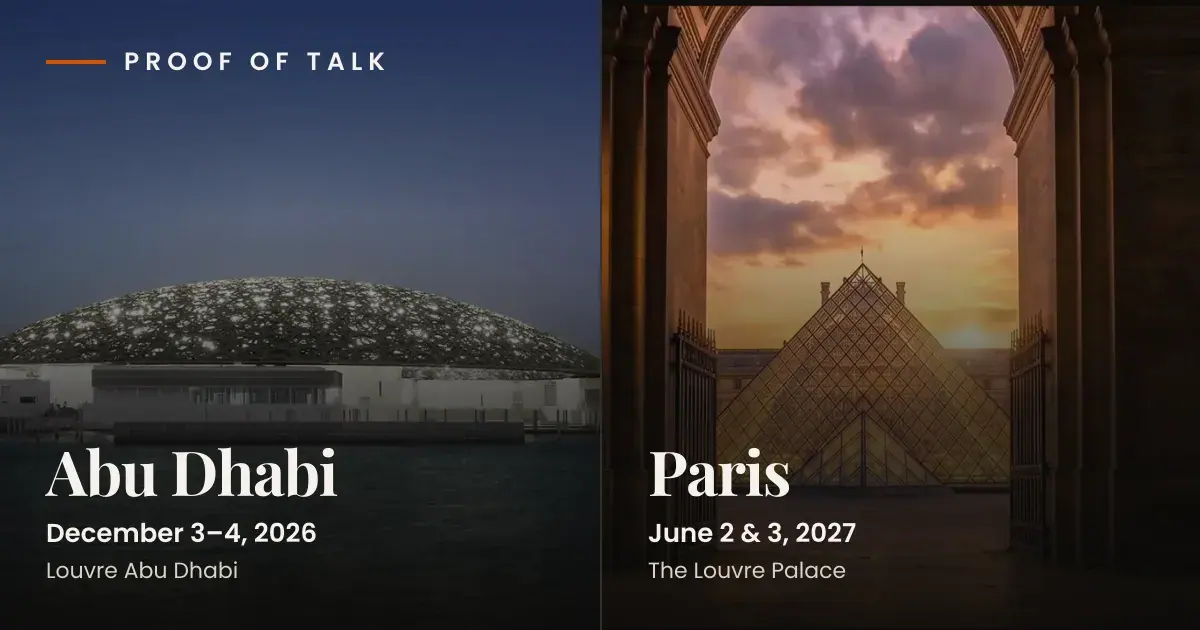 PROOF OF TALK
Abu Dhabi
December 3–4, 2026
Louvre Abu Dhabi
Paris
June 2 & 3, 2027
The Louvre Palace